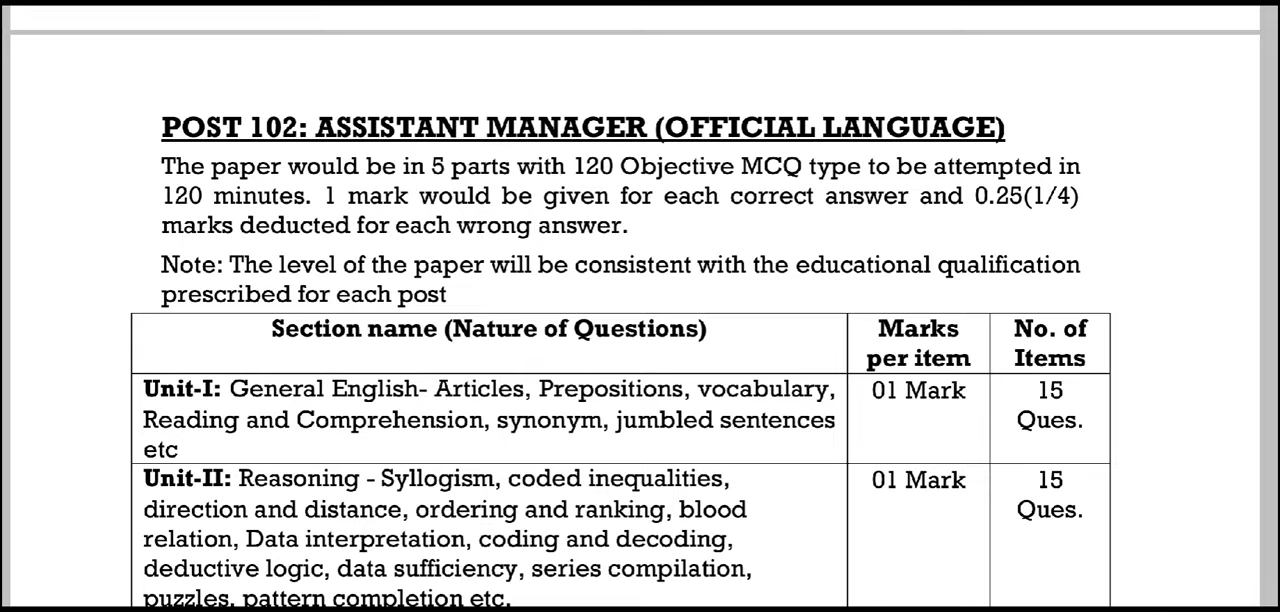 POST 102: ASSISTANT MANAGER (OFFICIAL LANGUAGE)
The paper would be in 5 parts with 120 Objective MCQ type to be attempted in
120 minutes. 1 mark would be given for each correct answer and 0.25(1/4)
marks deducted for each wrong answer.
Note: The level of the paper will be consistent with the educational qualification
prescribed for each post
Section name (Nature of Questions)
Marks
per item
No. of
Items
Unit-I: General English- Articles, Prepositions, vocabulary,
Reading and Comprehension, synonym, jumbled sentences
etc
01 Mark
15
Ques.
Unit-II: Reasoning - Syllogism, coded inequalities,
direction and distance, ordering and ranking, blood
relation, Data interpretation, coding and decoding,
deductive logic, data sufficiency, series compilation,
puzzles, pattern completion etc.
01 Mark
15
Ques.